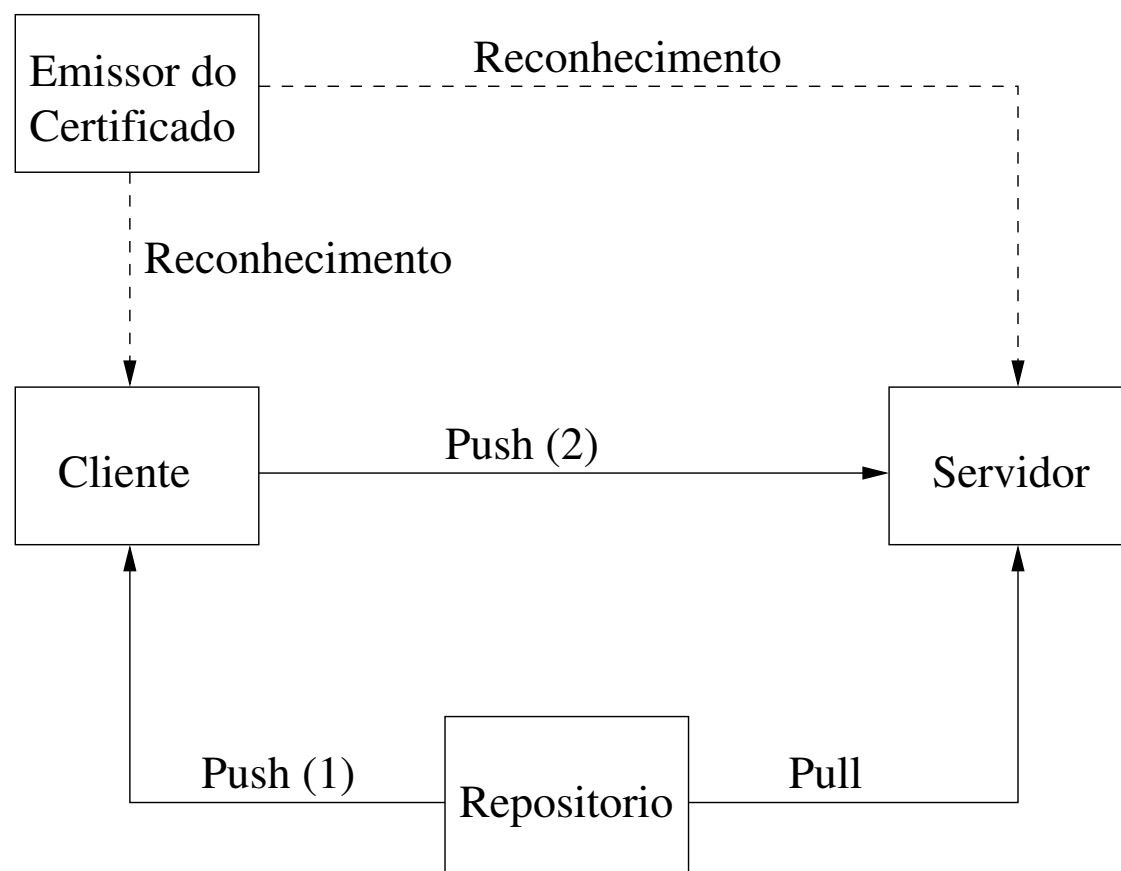 Emissor do
Certificado
Reconhecimento
Reconhecimento
Cliente
Push (2)
Servidor
Push (1)
Repositorio
Pull